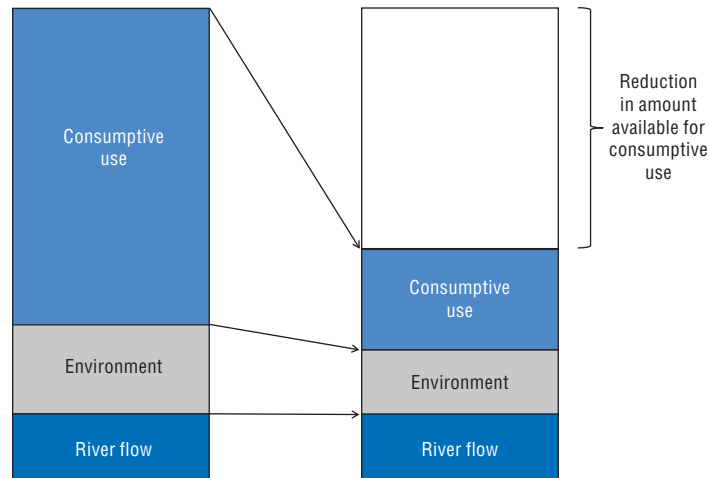 Consumptive
use
Environment
River flow
Reduction
in amount
available for
consumptive
use
Consumptive
use
Environment
River flow